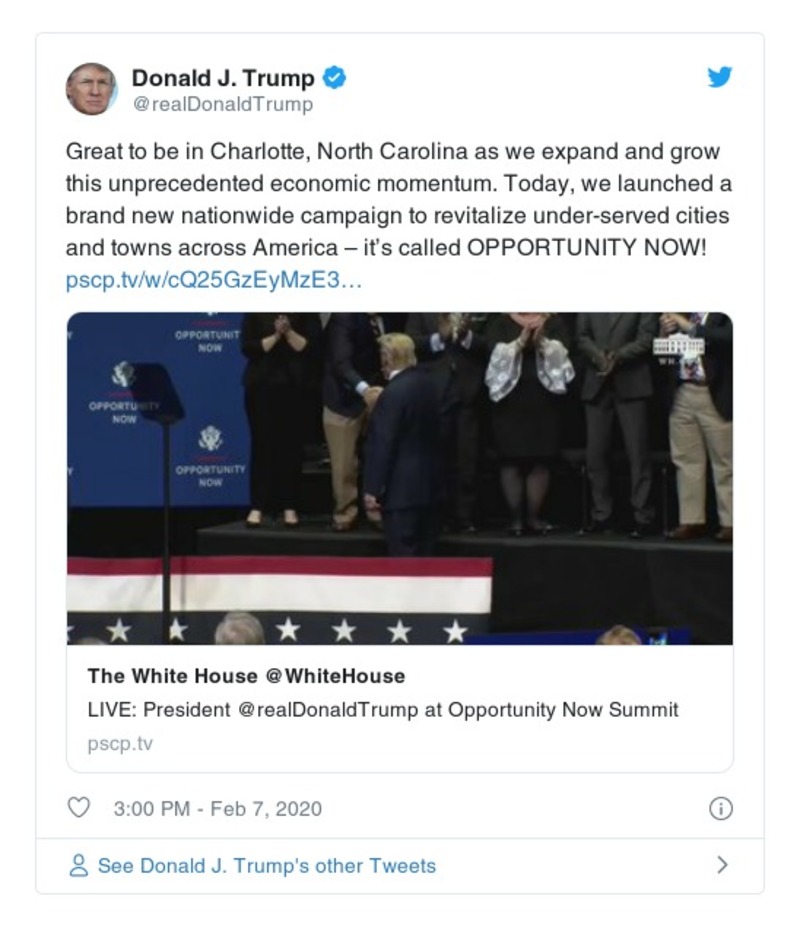 Donald J. Trump
@realDonaldTrump
Great to be in Charlotte, North Carolina as we expand and grow
this unprecedented economic momentum. Today, we launched a
brand new nationwide campaign to revitalize under-served cities
and towns across America – it’s called OPPORTUNITY NOW!
pscp.tv/w/cQ25GzEyMzE3…
OPPORTUNIT
NOW
OPPORTUNITY
NOW
OPPORTUNITY
NOW
The White House @WhiteHouse
LIVE: President @realDonaldTrump at Opportunity Now Summit
pscp.tv
3:00 PM - Feb 7, 2020
See Donald J. Trump's other Tweets